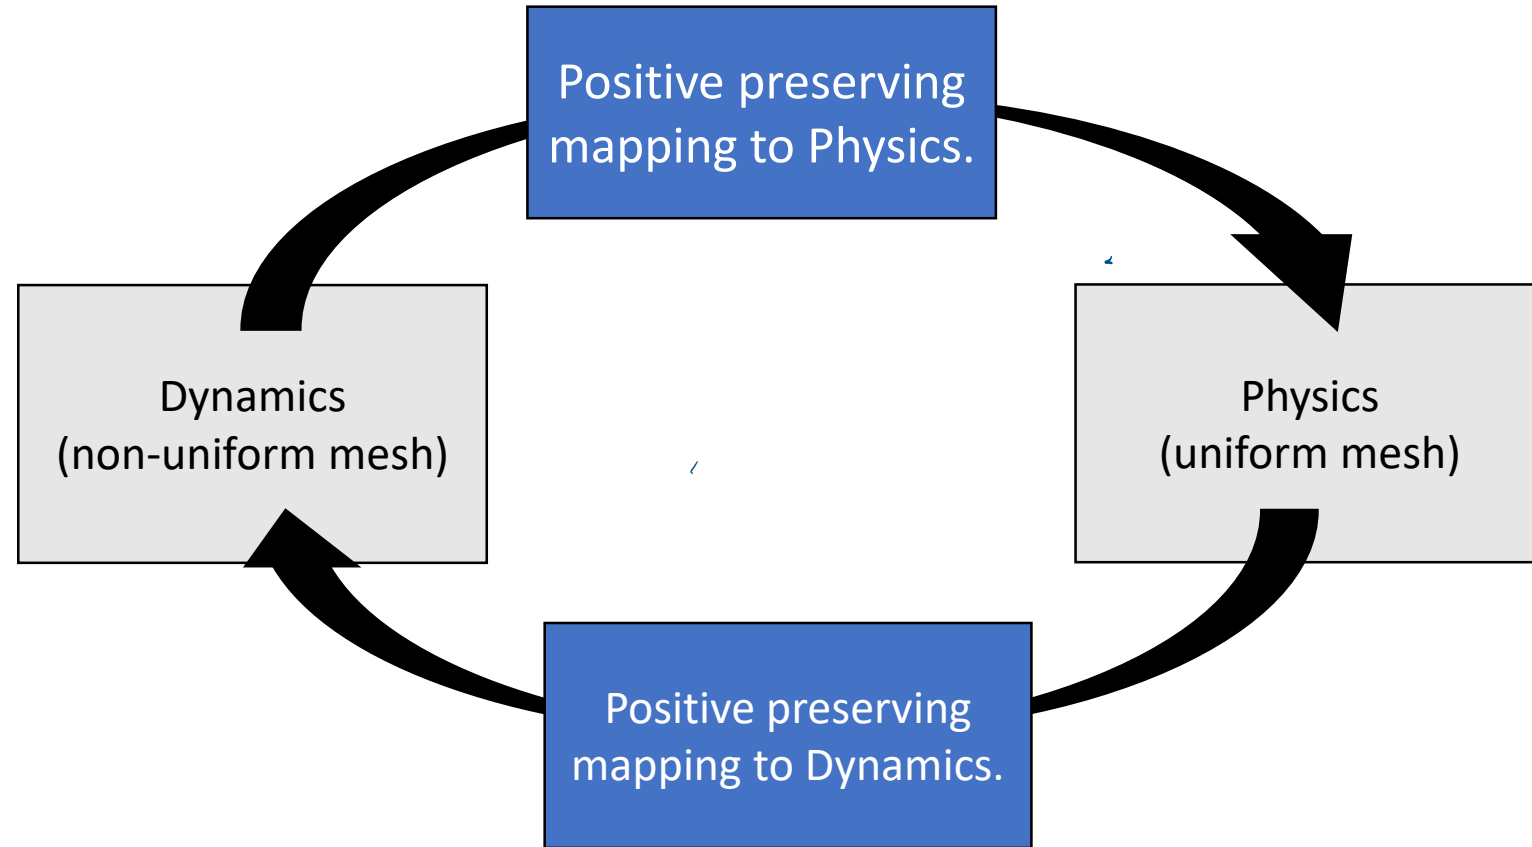 Positive preserving
mapping to Physics.
Dynamics
(non-uniform mesh)
Physics
(uniform mesh)
Positive preserving
mapping to Dynamics.